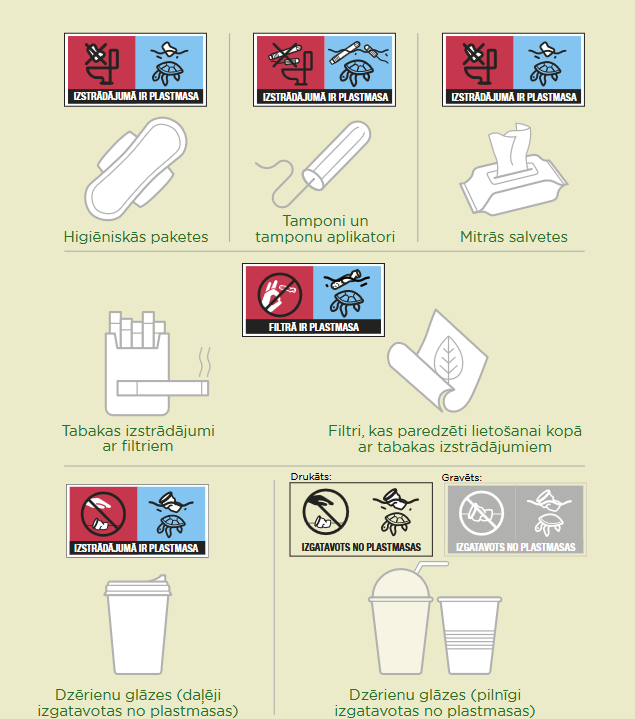 IZSTRĀDĀJUMĀ IR PLASTMASA
IZSTRĀDĀJUMĀ IR PLASTMASA
IZSTRĀDĀJUMĀ IR PLASTMASA
Higiēniskās paketes
Tamponi un
tamponu aplikatori
Mitrās salvetes
FILTRĀ IR PLASTMASA
Tabakas izstrādājumi
ar filtriem
Filtri, kas paredzēti lietošanai kopā
ar tabakas izstrādājumiem
Drukāts:
Gravēts:
IZSTRĀDĀJUMĀ IR PLASTMASA
IZGATAVOTS NO PLASTMASAS
IZGATAVOTS NO PLASTMASAS
Dzērienu glāzes (daļēji
izgatavotas no plastmasas)
Dzērienu glāzes (pilnīgi
izgatavotas no plastmasas)